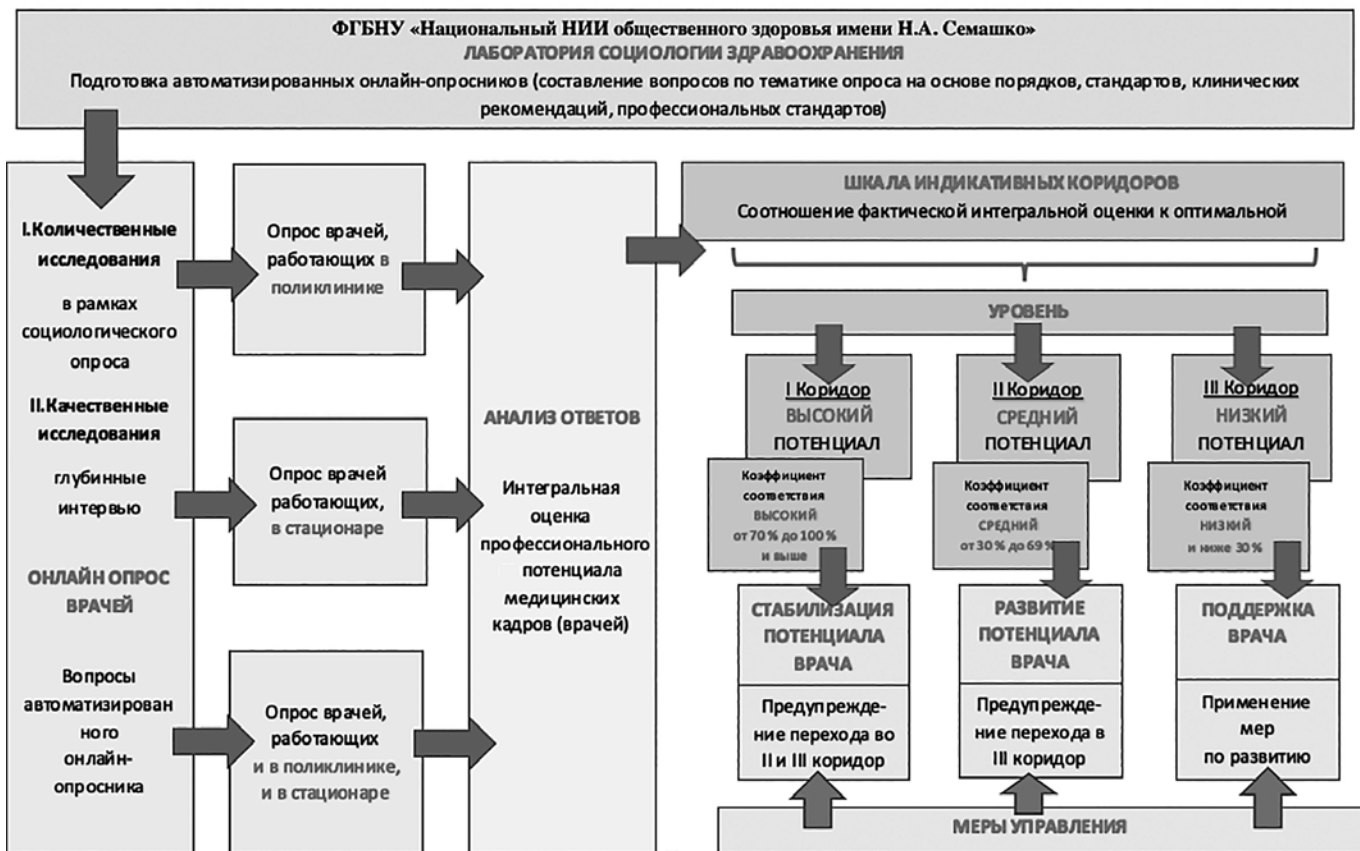 ФГБНУ «Национальный НИИ общественного здоровья имени Н.А. Семашко»
ЛАБОРАТОРИЯ СОЦИОЛОГИИ ЗДРАВООХРАНЕНИЯ
Подготовка автоматизированных онлайн-опросников (составление вопросов по тематике опроса на основе порядков, стандартов, клинических
рекомендаций, профессиональных стандартов)
I.Количественные
исследования
в рамках
социологического
опроса
II.Качественные
исследования
глубинные
интервью
ОНЛАЙН ОПРОС
ВРАЧЕЙ
Вопросы
автоматизирован
ного
онлайн-
опросника
Опрос врачей,
работающих в
поликлинике
Опрос врачей
работающих,
в стационаре
Опрос врачей,
работающих
и в поликлинике,
и в стационаре
АНАЛИЗ ОТВЕТОВ
Интегральная
оценка
профессионального
потенциала
медицинских
кадров (врачей)
ШКАЛА ИНДИКАТИВНЫХ КОРИДОРОВ
Соотношение фактической интегральной оценки к оптимальной
УРОВЕНЬ
I Коридор
ВЫСОКИЙ
ПОТЕНЦИАЛ
Коэффициент
соответствия
ВЫСОКИЙ
от 70 % до 100 %
и выше
СТАБИЛИЗАЦИЯ
ПОТЕНЦИАЛА
ВРАЧА
Предупрежде-
ние перехода во
II и III коридор
II Коридор
СРЕДНИЙ
ПОТЕНЦИАЛ
Коэффициент
соответствия
СРЕДНИЙ
от 30 % до 69 %
РАЗВИТИЕ
ПОТЕНЦИАЛА
ВРАЧА
Предупрежде-
ние перехода в
III коридор
III Коридор
НИЗКИЙ
ПОТЕНЦИАЛ
Коэффициент
соответствия
НИЗКИЙ
и ниже 30 %
ПОДДЕРЖКА
ВРАЧА
Применение
мер
по развитию
МЕРЫ УПРАВЛЕНИЯ